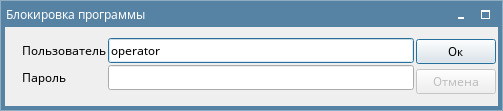 Блокировка программы
Пользователь operator Ок
Пароль Отмена